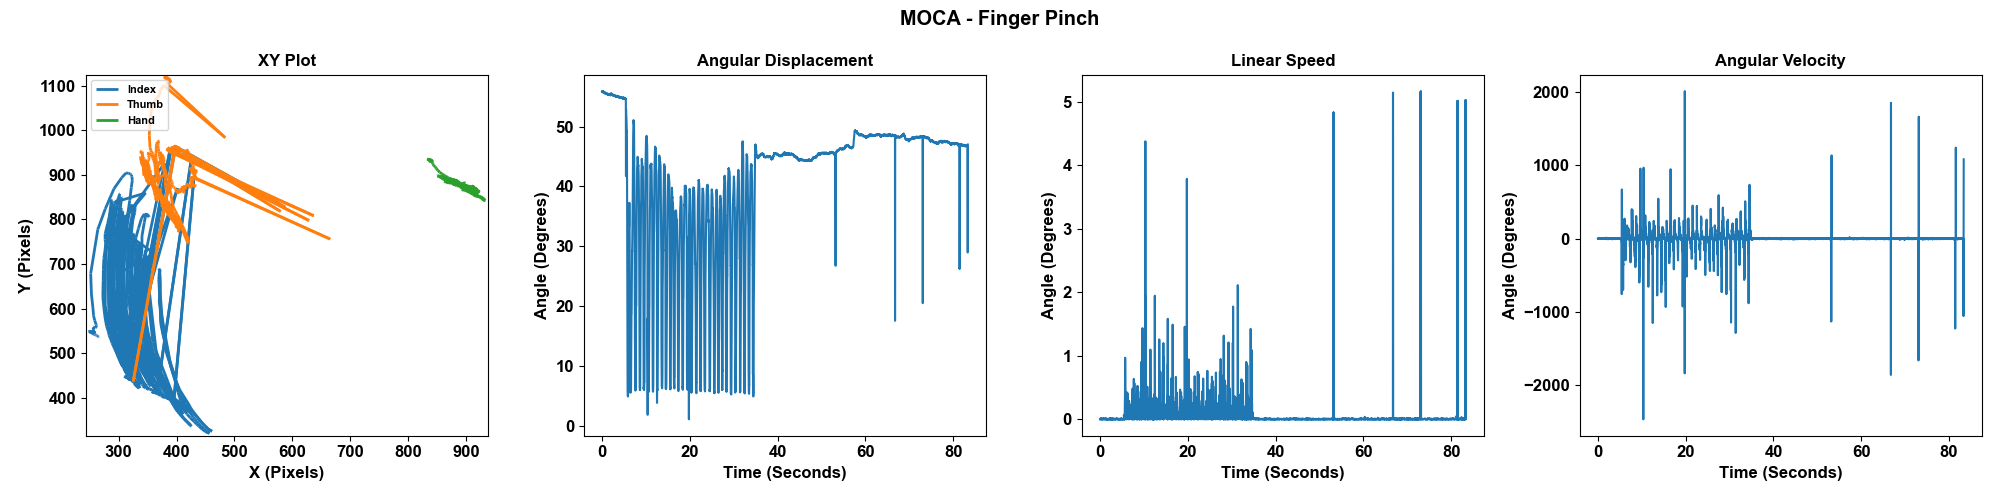 MOCA - Finger Pinch
XY Plot
Index
Thumb
Hand
1100
1000
900
800
700
600
500
400
300 400 500 600 700 800 900
Y (Pixels)
X (Pixels)
Angular Displacement
50
40
30
20
10
0
0 20 40 60 80
Angle (Degrees)
Time (Seconds)
Linear Speed
5
4
3
2
1
0
0 20 40 60 80
Angle (Degrees)
Time (Seconds)
Angular Velocity
2000
1000
0
−1000
−2000
0 20 40 60 80
Angle (Degrees)
Time (Seconds)